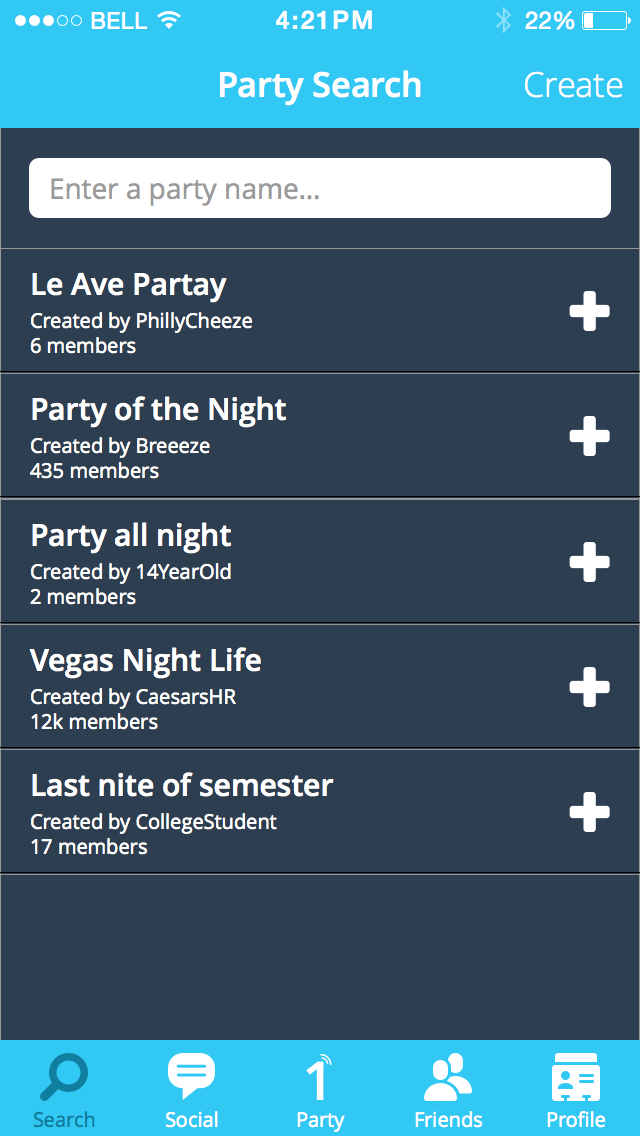 BELL 4:21PM 22%
Party Search Create
Enter a party name...
Le Ave Partay
Created by PhillyCheeze
6 members
Party of the Night
Created by Breeeze
435 members
Party all night
Created by 14YearOld
2 members
Vegas Night Life
Created by CaesarsHR
12k members
Last nite of semester
Created by CollegeStudent
17 members
1
Search Social Party Friends Profile